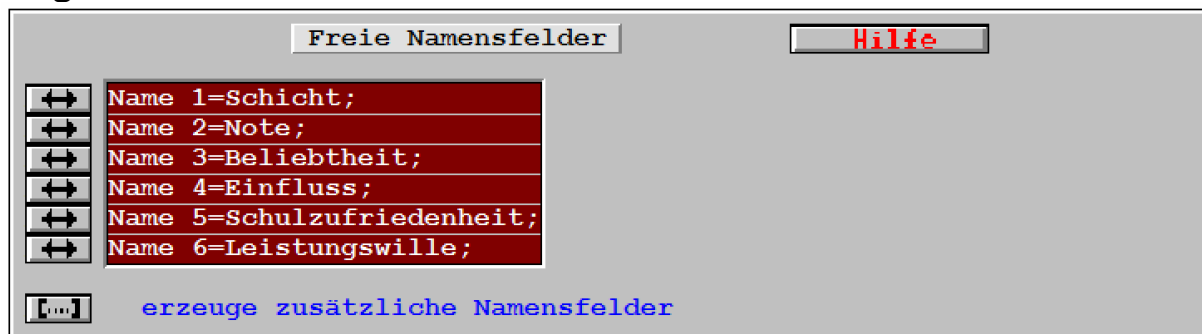 Freie Namensfelder Hilfe
Name 1=Schicht;
Name 2=Note;
Name 3=Beliebtheit;
Name 4=Einfluss;
Name 5=Schulzufriedenheit;
Name 6=Leistungswille;
[....] erzeuge zusätzliche Namensfelder